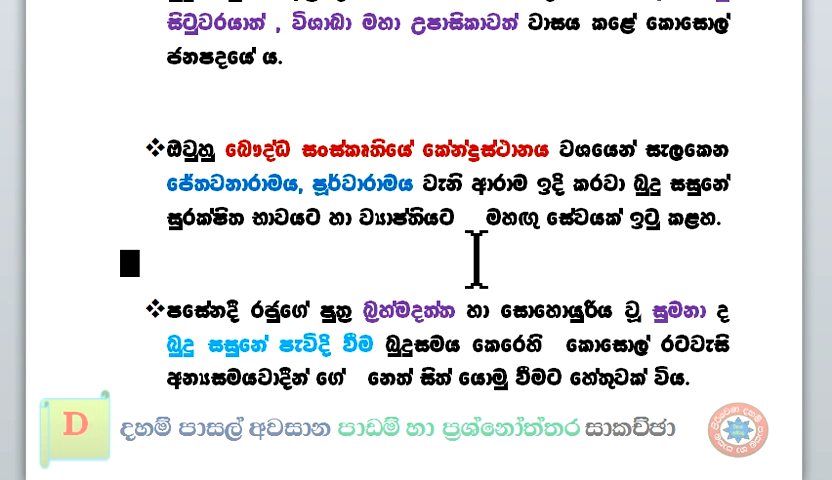 සිටුවරයාත් , විශාඛා මහා උපාසිකාවත් වාසය කළේ කොසොල්
ජනපදයේ ය.
❖ඔවුහු බෞද්ධ සංස්කෘතියේ කේන්ද්‍රස්ථානය වශයෙන් සැලකෙන
ජේතවනාරාමය, පූර්වාරාමය වැනි ආරාම ඉදි කරවා බුදු සසුනේ
සුරක්ෂිත භාවයට හා ව්‍යාප්තියට මහඟු සේවයක් ඉටු කළහ.
❖පසේනදී රජුගේ පුත්‍ර බ්‍රහ්මදත්ත හා සොහොයුරිය වූ සුමනා ද
බුදු සසුනේ පැවිදි වීම බුදුසමය කෙරෙහි කොසොල් රටවැසි
අන්‍යසමයවාදීන් ගේ නෙත් සිත් යොමු වීමට හේතුවක් විය.
D දහම් පාසල් අවසාන පාඩම් හා ප්‍රශ්නෝත්තර සාකච්ඡා